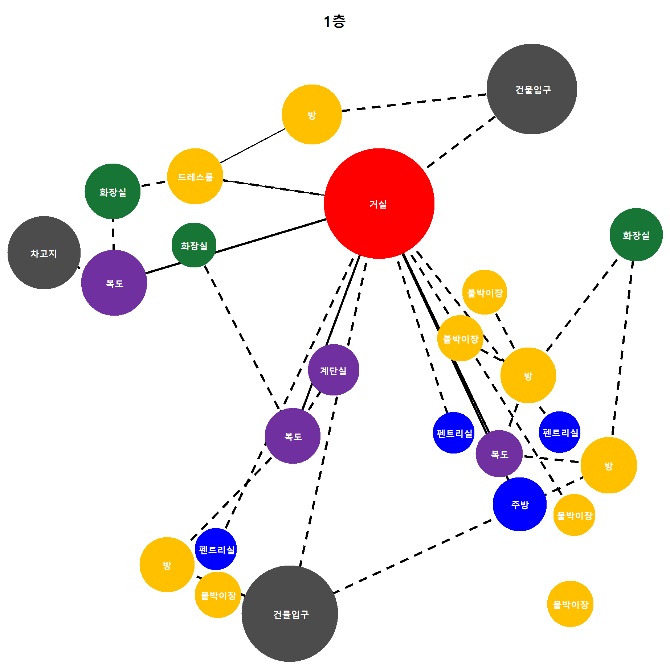 1층
건물입구
방
드레스룸
화장실
거실
화장실
화장실
차고지
복도
붙박이장
붙박이장
계단실
방
펜트리실
펜트리실
복도
복도
방
주방
붙박이장
펜트리실
방
붙박이장
붙박이장
건물입구